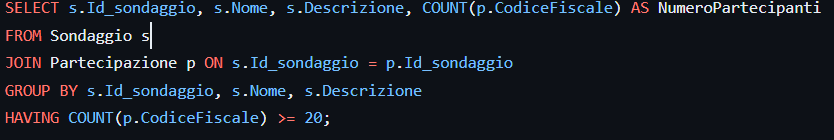 SELECT s.Id_sondaggio, s.Nome, s.Descrizione, COUNT(p.CodiceFiscale) AS NumeroPartecipanti
FROM Sondaggio s
JOIN Partecipazione p ON s.Id_sondaggio = p.Id_sondaggio
GROUP BY s.Id_sondaggio, s.Nome, s.Descrizione
HAVING COUNT(p.CodiceFiscale) >= 20;